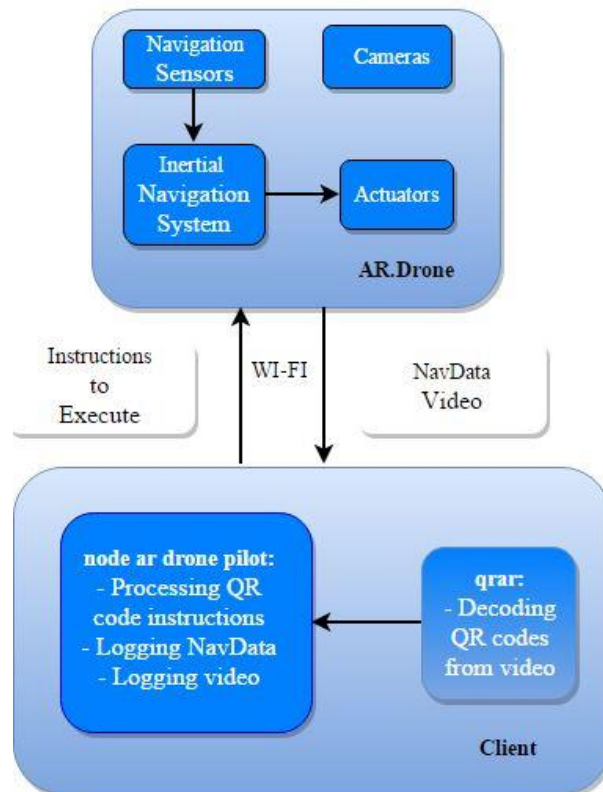 Navigation
Sensors
Cameras
Inertial
Navigation
System
Actuators
AR.Drone
Instructions
to
Execute
WI-FI
NavData
Video
node ar drone pilot:
- Processing QR
code instructions
- Logging NavData
- Logging video
qrar:
- Decoding
QR codes
from video
Client